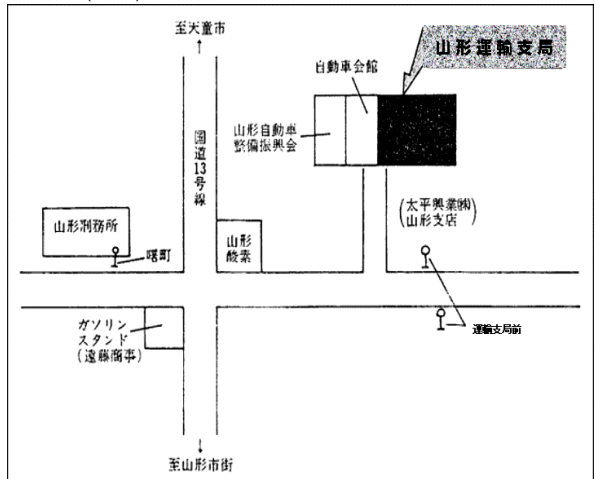 至天童市
山形運輸支局
自動車会館
山形自動車
整備振興会
国道13号線
(太平興業㈱
山形支店)
山形刑務所
曙町
山形
酸素
ガソリン
スタンド
(遠藤商事)
運輸支局前
至山形市街